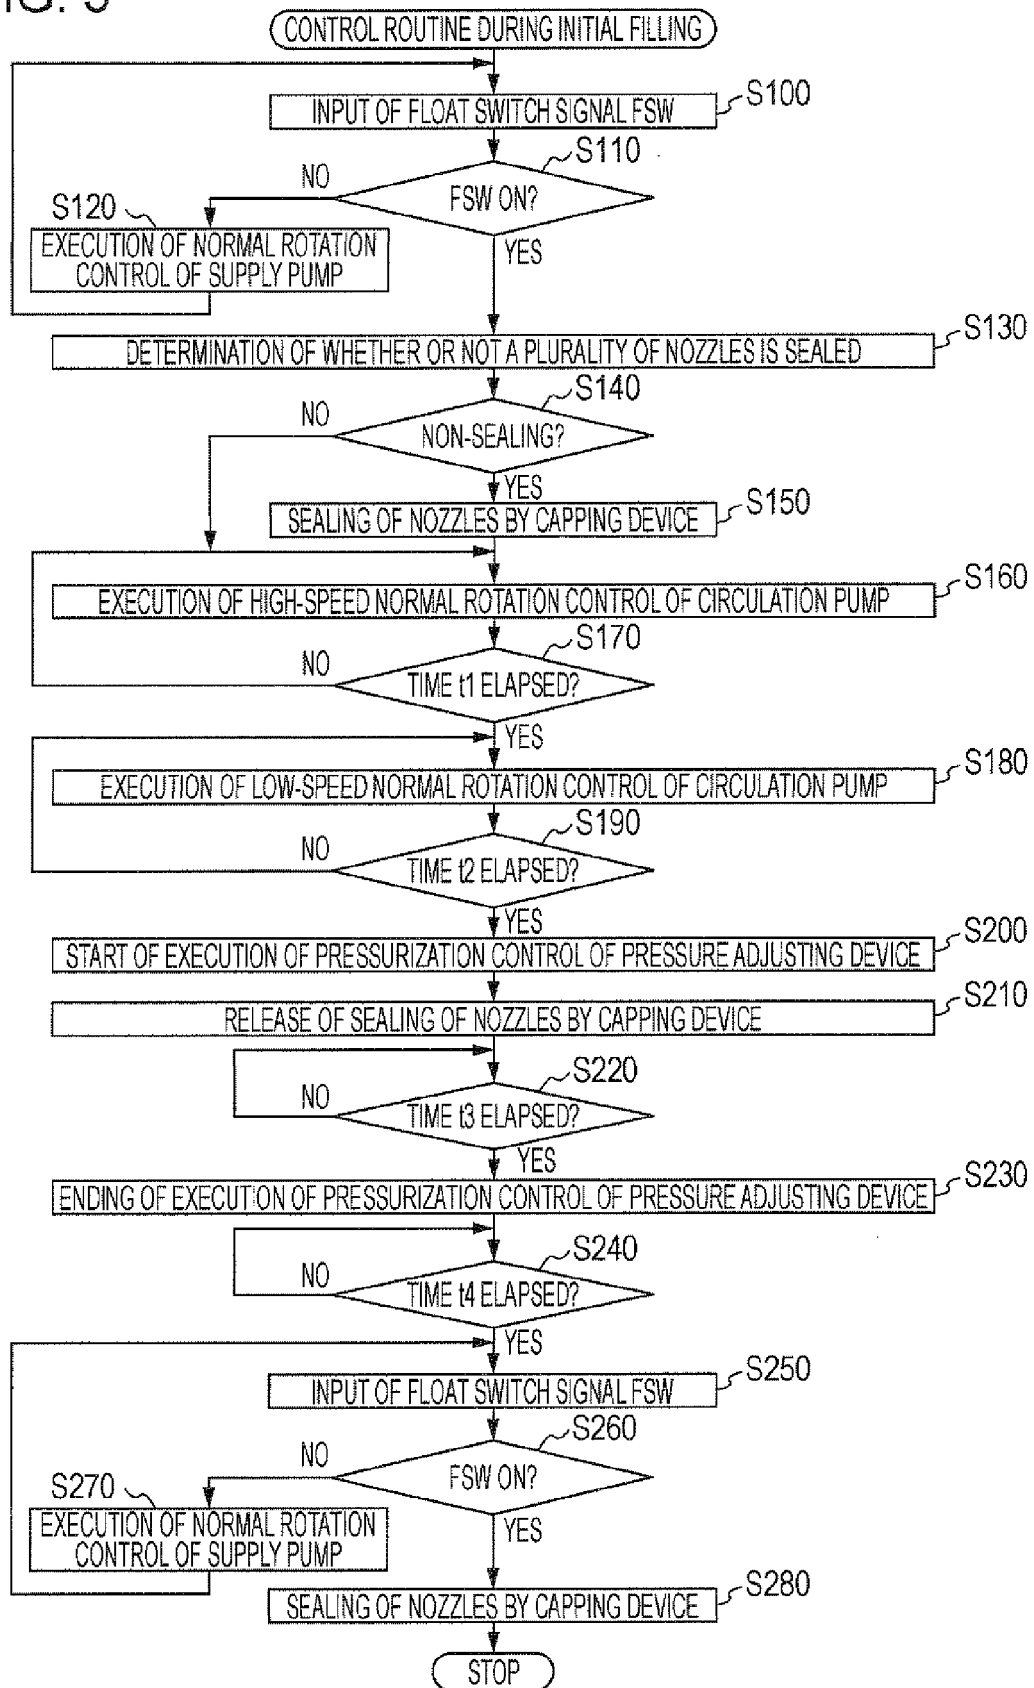 CONTROL ROUTINE DURING INITIAL FILLING
INPUT OF FLOAT SWITCH SIGNAL FSW
S100
S110
FSW ON?
NO
YES
S120
EXECUTION OF NORMAL ROTATION
CONTROL OF SUPPLY PUMP
S130
DETERMINATION OF WHETHER OR NOT A PLURALITY OF NOZZLES IS SEALED
S140
NON-SEALING?
NO
YES
SEALING OF NOZZLES BY CAPPING DEVICE
S150
S160
EXECUTION OF HIGH-SPEED NORMAL ROTATION CONTROL OF CIRCULATION PUMP
S170
TIME t1 ELAPSED?
NO
YES
S180
EXECUTION OF LOW-SPEED NORMAL ROTATION CONTROL OF CIRCULATION PUMP
S190
TIME t2 ELAPSED?
NO
YES
S200
START OF EXECUTION OF PRESSURIZATION CONTROL OF PRESSURE ADJUSTING DEVICE
S210
RELEASE OF SEALING OF NOZZLES BY CAPPING DEVICE
S220
TIME t3 ELAPSED?
NO
YES
S230
ENDING OF EXECUTION OF PRESSURIZATION CONTROL OF PRESSURE ADJUSTING DEVICE
S240
TIME t4 ELAPSED?
NO
YES
S250
INPUT OF FLOAT SWITCH SIGNAL FSW
S260
FSW ON?
NO
YES
S270
EXECUTION OF NORMAL ROTATION
CONTROL OF SUPPLY PUMP
S280
SEALING OF NOZZLES BY CAPPING DEVICE
STOP